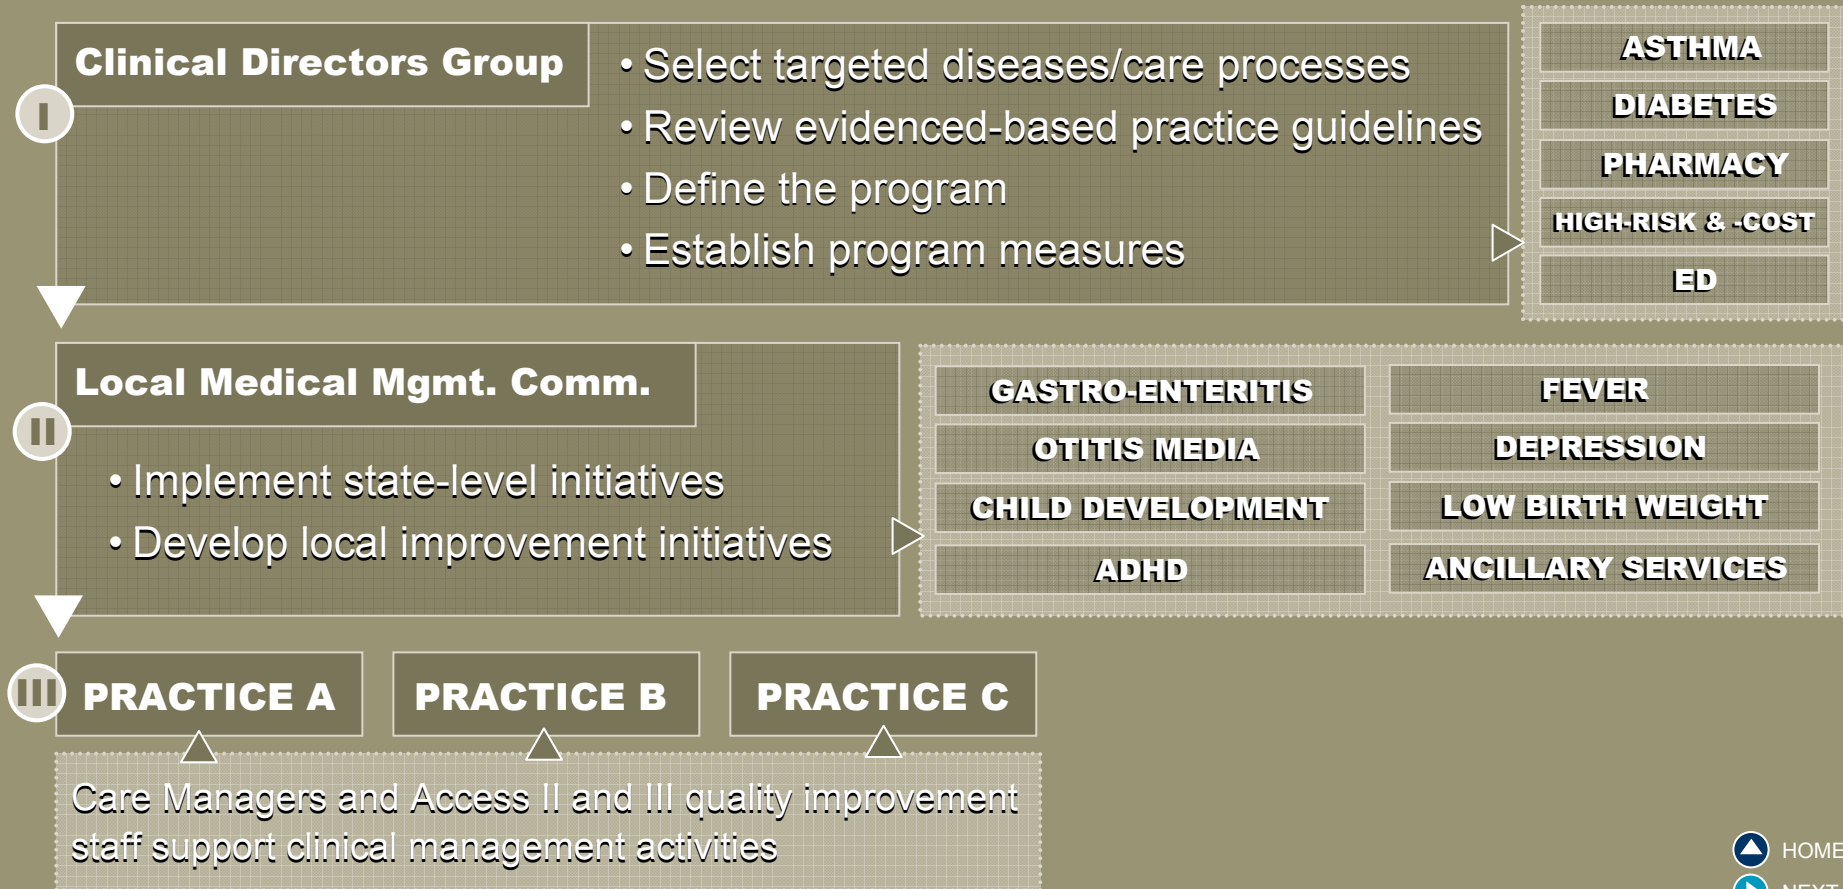 I
Clinical Directors Group
• Select targeted diseases/care processes
• Review evidenced-based practice guidelines
• Define the program
• Establish program measures
ASTHMA
DIABETES
PHARMACY
HIGH-RISK & -COST
ED
II
Local Medical Mgmt. Comm.
• Implement state-level initiatives
• Develop local improvement initiatives
GASTRO-ENTERITIS
OTITIS MEDIA
CHILD DEVELOPMENT
ADHD
FEVER
DEPRESSION
LOW BIRTH WEIGHT
ANCILLARY SERVICES
III
PRACTICE A
PRACTICE B
PRACTICE C
Care Managers and Access II and III quality improvement
staff support clinical management activities
HOME
NEXT